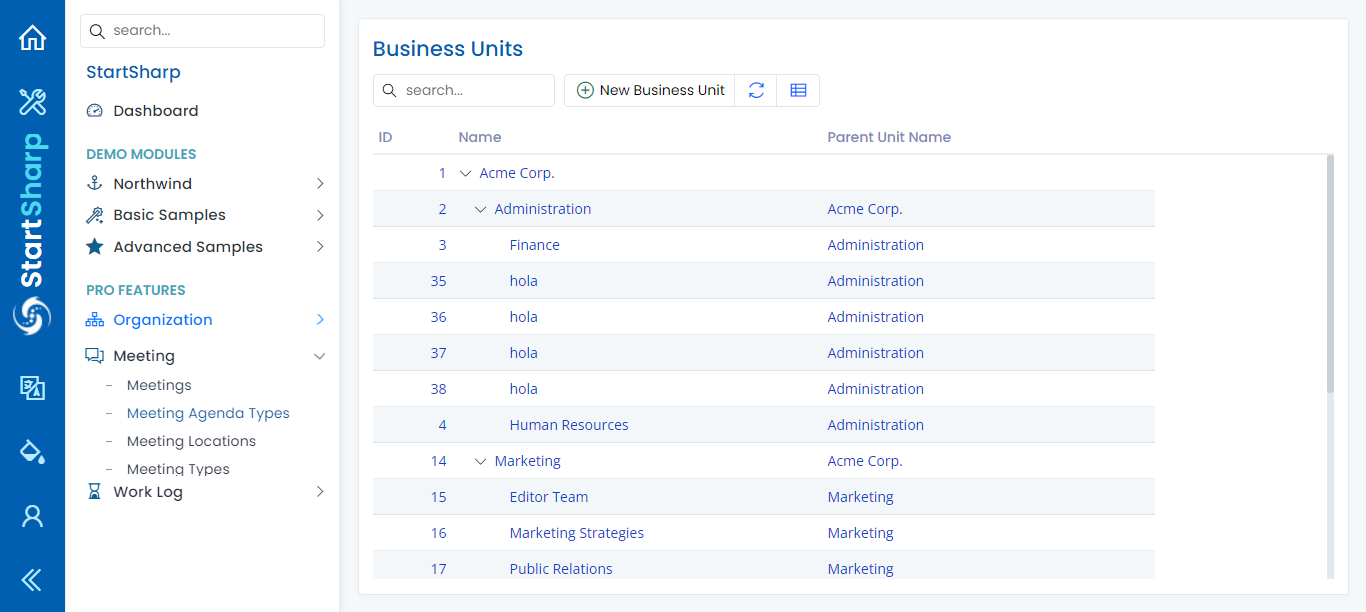 StartSharp
search...
StartSharp
Dashboard
DEMO MODULES
Northwind
Basic Samples
Advanced Samples
PRO FEATURES
Organization
Meeting
– Meetings
– Meeting Agenda Types
– Meeting Locations
– Meeting Types
Work Log
Business Units
search...
New Business Unit
ID Name Parent Unit Name
1 Acme Corp.
2 Administration Acme Corp.
3 Finance Administration
35 hola Administration
36 hola Administration
37 hola Administration
38 hola Administration
4 Human Resources Administration
14 Marketing Acme Corp.
15 Editor Team Marketing
16 Marketing Strategies Marketing
17 Public Relations Marketing